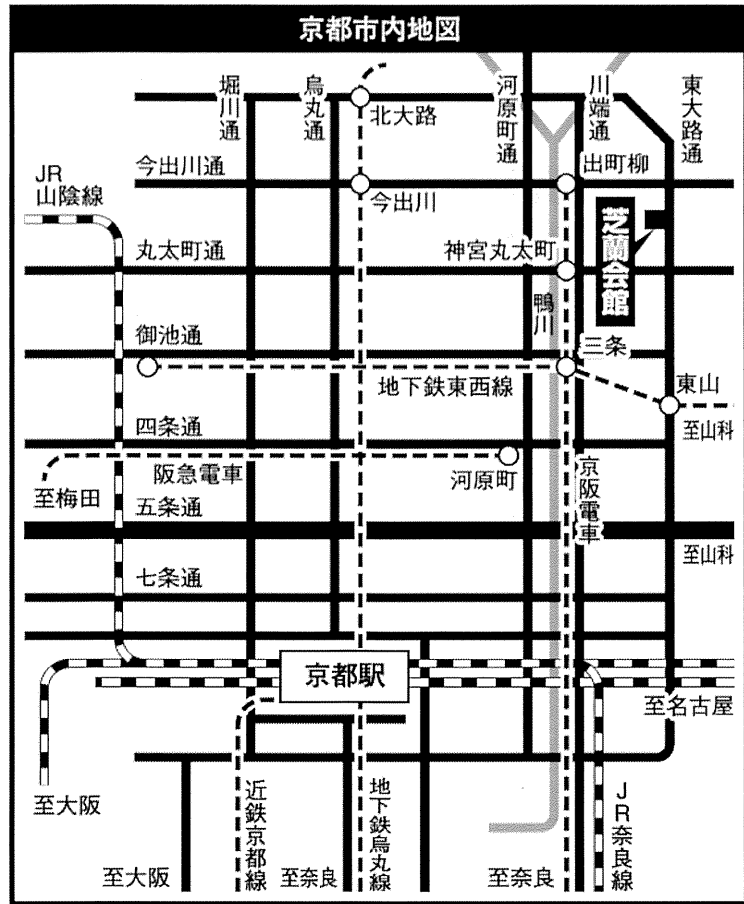 京都市内地図
堀川通
烏丸通
北大路
河原町通
川端通
東大路通
JR
山陰線
今出川通
今出川
出町柳
芝蘭会館
丸太町通
神宮丸太町
鴨川
御池通
三条
地下鉄東西線
東山
至山科
四条通
阪急電車
河原町
至梅田
京阪電車
五条通
至山科
七条通
京都駅
至名古屋
至大阪
近鉄京都線
地下鉄烏丸線
JR奈良線
至大阪
至奈良
至奈良